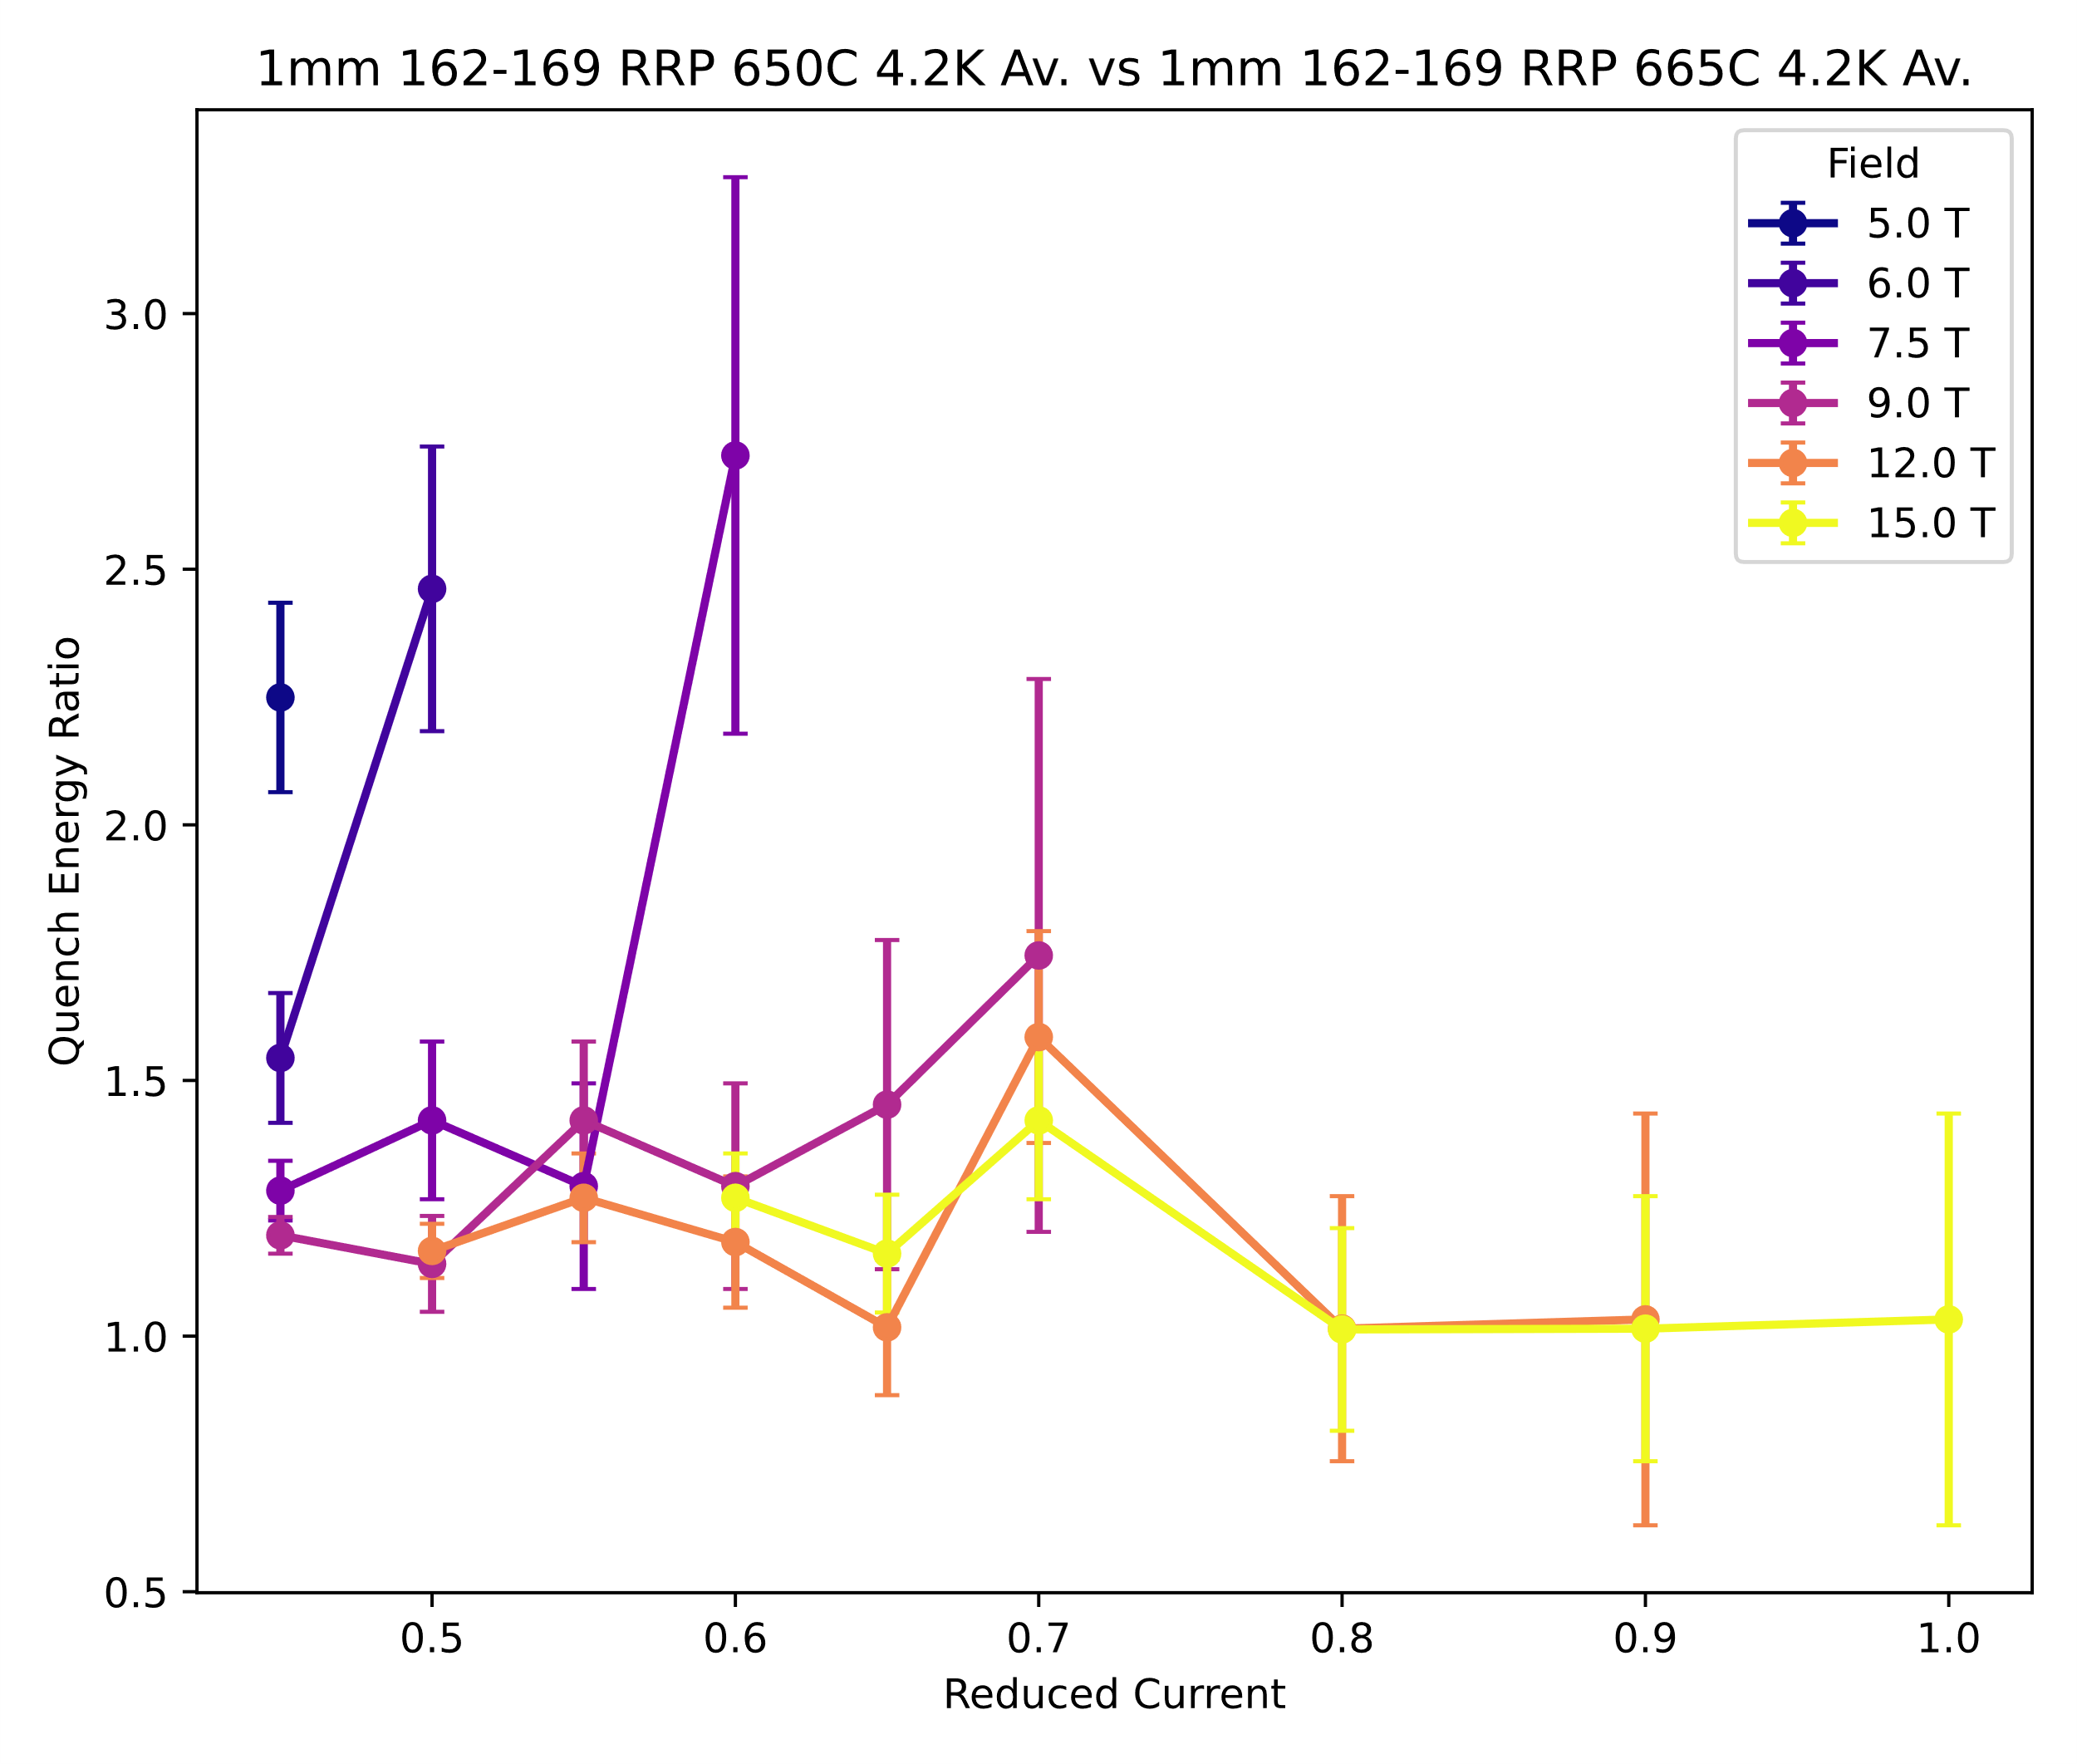 1mm 162-169 RRP 650C 4.2K Av. vs 1mm 162-169 RRP 665C 4.2K Av.
Field
5.0 T
6.0 T
7.5 T
9.0 T
12.0 T
15.0 T
Quench Energy Ratio
3.0
2.5
2.0
1.5
1.0
0.5
0.5 0.6 0.7 0.8 0.9 1.0
Reduced Current